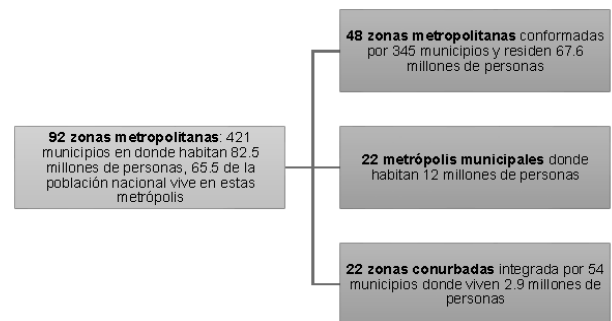 92 zonas metropolitanas: 421
municipios en donde habitan 82.5
millones de personas, 65.5 de la
población nacional vive en estas
metrópolis
48 zonas metropolitanas conformadas
por 345 municipios y residen 67.6
millones de personas
22 metrópolis municipales donde
habitan 12 millones de personas
22 zonas conurbadas integrada por 54
municipios donde viven 2.9 millones de
personas